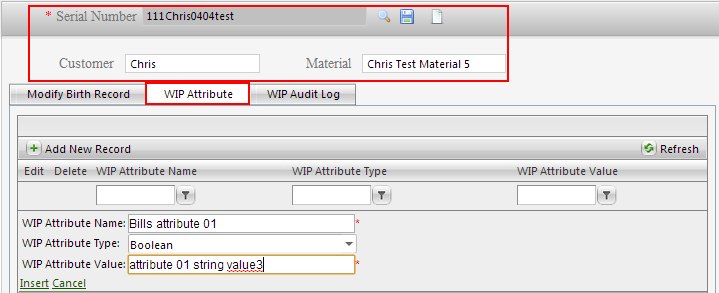 * Serial Number 111Chris0404test
Customer Chris Material Chris Test Material 5
Modify Birth Record WIP Attribute WIP Audit Log
Add New Record Refresh
Edit Delete WIP Attribute Name WIP Attribute Type WIP Attribute Value
WIP Attribute Name: Bills attribute 01 *
WIP Attribute Type: Boolean
WIP Attribute Value: attribute 01 string value3 *
Insert Cancel